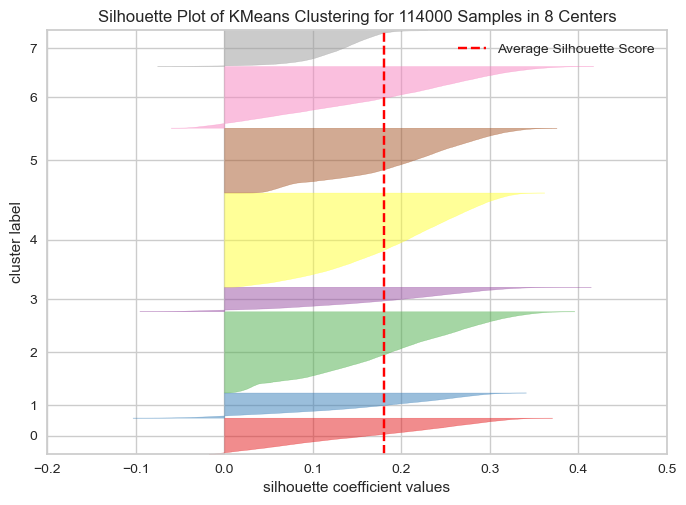 Silhouette Plot of KMeans Clustering for 114000 Samples in 8 Centers
Average Silhouette Score
7
6
5
4
3
2
1
0
cluster label
−0.2 −0.1 0.0 0.1 0.2 0.3 0.4 0.5
silhouette coefficient values